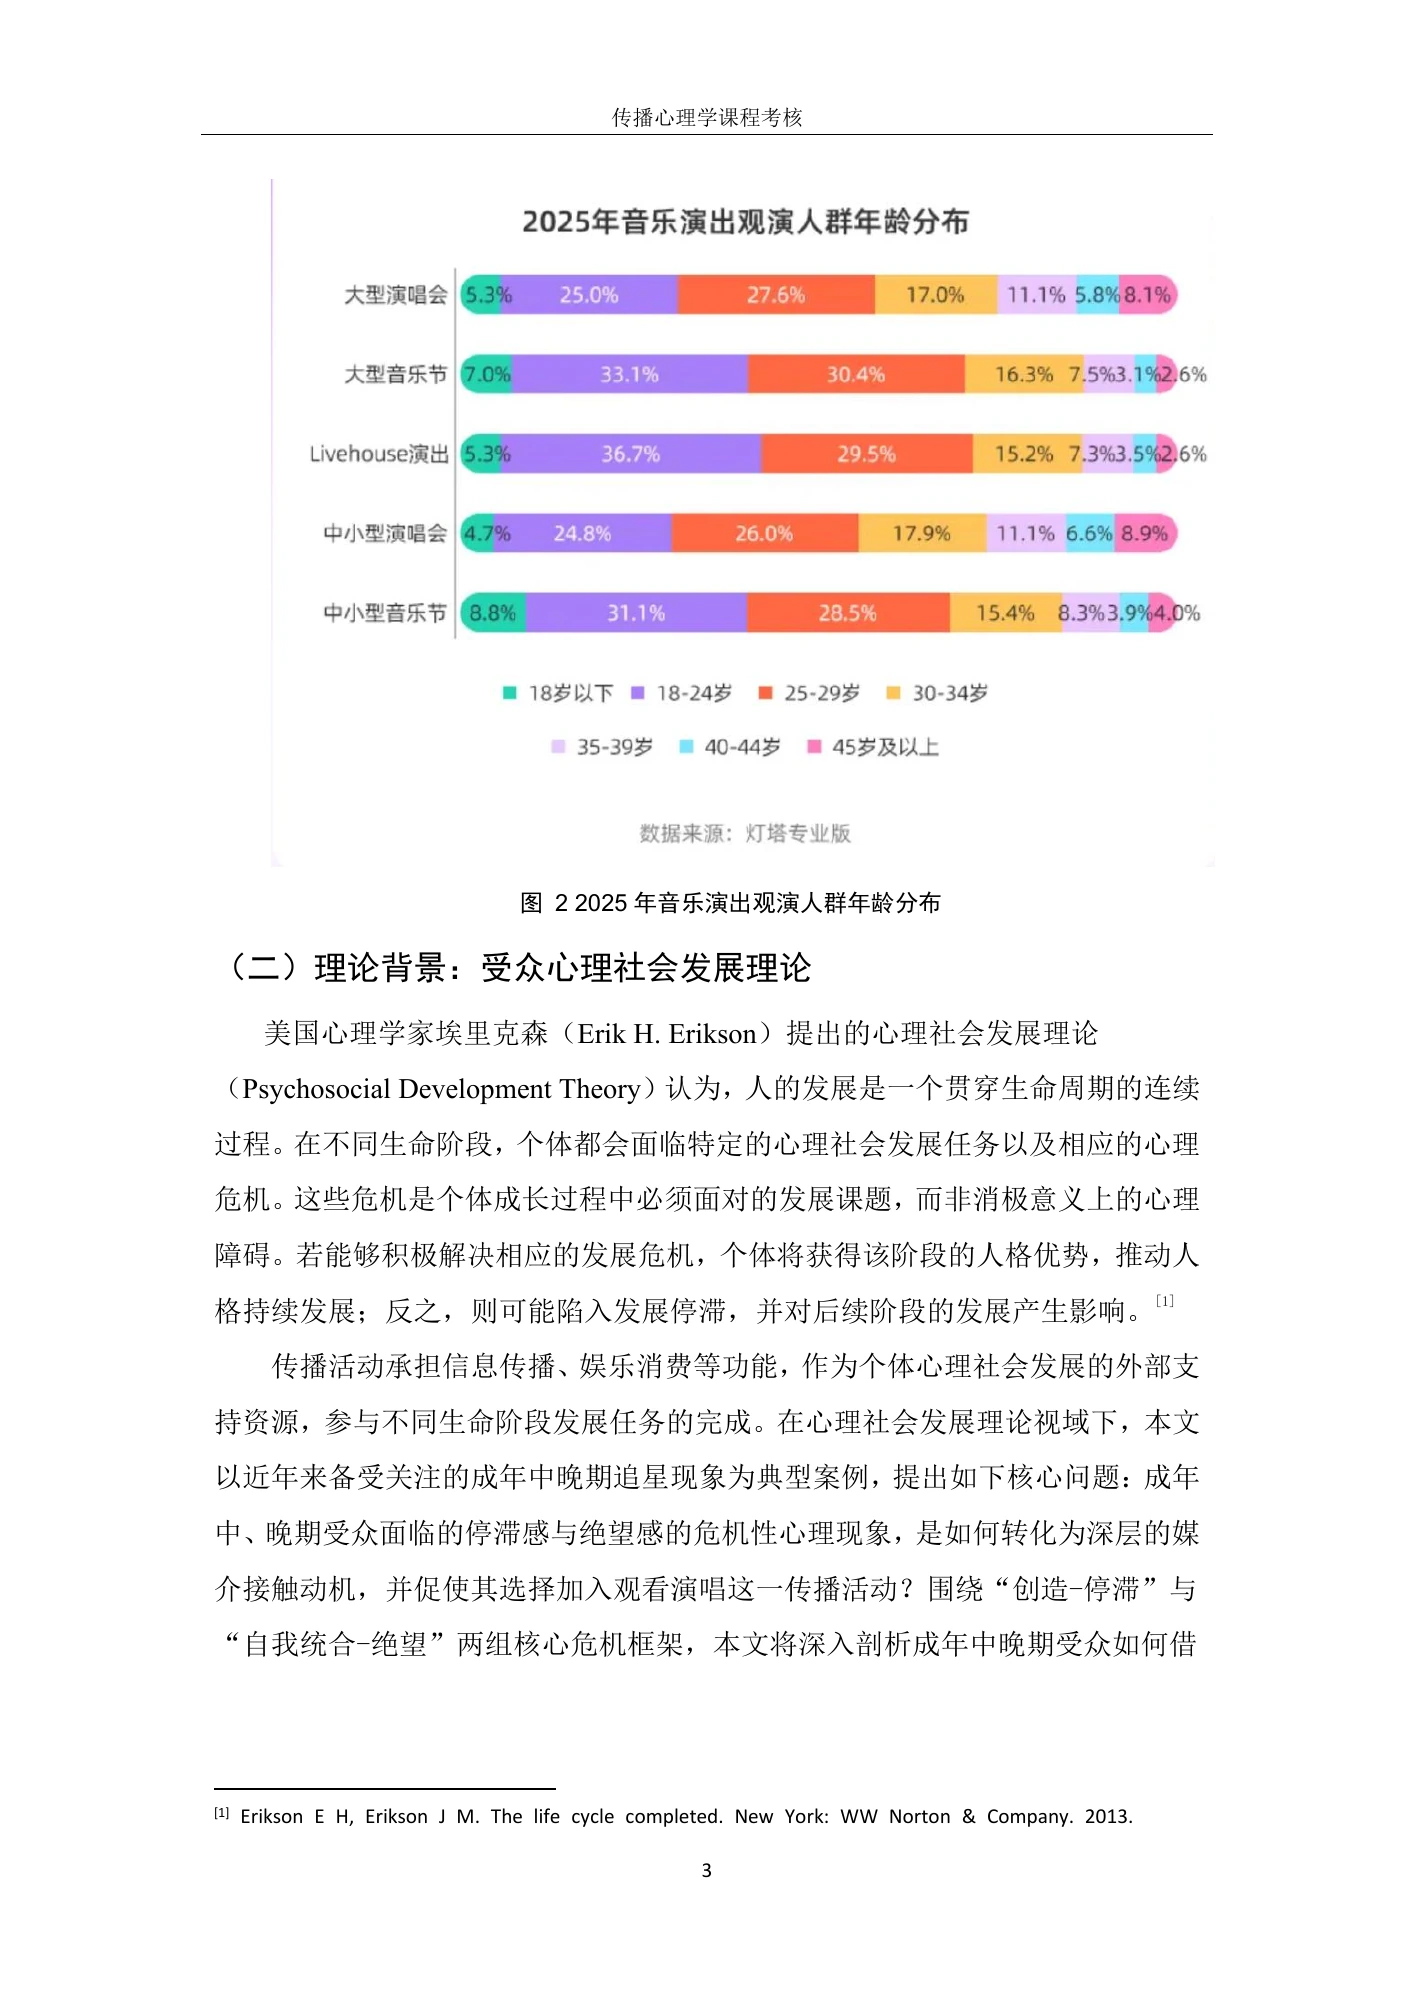 传播心理学课程考核
2025年音乐演出观演人群年龄分布
大型演唱会 5.3% 25.0% 27.6% 17.0% 11.1% 5.8% 8.1%
大型音乐节 7.0% 33.1% 30.4% 16.3% 7.5% 3.1% 2.6%
Livehouse演出 5.3% 36.7% 29.5% 15.2% 7.3% 3.5% 2.6%
中小型演唱会 4.7% 24.8% 26.0% 17.9% 11.1% 6.6% 8.9%
中小型音乐节 8.8% 31.1% 28.5% 15.4% 8.3% 3.9% 4.0%
18岁以下 18-24岁 25-29岁 30-34岁
35-39岁 40-44岁 45岁及以上
数据来源：灯塔专业版
图 2 2025 年音乐演出观演人群年龄分布
（二）理论背景：受众心理社会发展理论
美国心理学家埃里克森（Erik H. Erikson）提出的心理社会发展理论
（Psychosocial Development Theory）认为，人的发展是一个贯穿生命周期的连续
过程。在不同生命阶段，个体都会面临特定的心理社会发展任务以及相应的心理
危机。这些危机是个体成长过程中必须面对的发展课题，而非消极意义上的心理
障碍。若能够积极解决相应的发展危机，个体将获得该阶段的人格优势，推动人
格持续发展；反之，则可能陷入发展停滞，并对后续阶段的发展产生影响。[1]
传播活动承担信息传播、娱乐消费等功能，作为个体心理社会发展的外部支
持资源，参与不同生命阶段发展任务的完成。在心理社会发展理论视域下，本文
以近年来备受关注的成年中晚期追星现象为典型案例，提出如下核心问题：成年
中、晚期受众面临的停滞感与绝望感的危机性心理现象，是如何转化为深层的媒
介接触动机，并促使其选择加入观看演唱这一传播活动？围绕“创造-停滞”与
“自我统合-绝望”两组核心危机框架，本文将深入剖析成年中晚期受众如何借
[1] Erikson E H, Erikson J M. The life cycle completed. New York: WW Norton & Company. 2013.
3